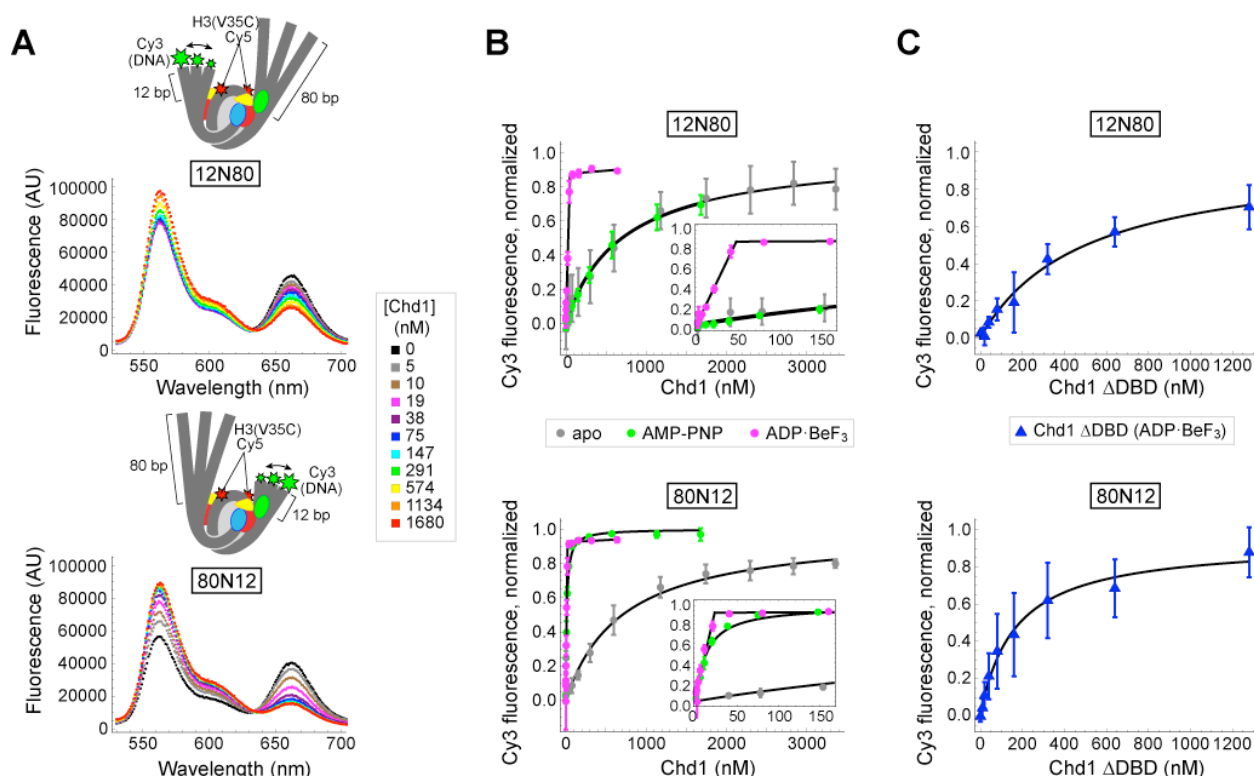 A
H3(V35C)
Cy5
Cy3
(DNA)
12 bp
80 bp
12N80
100000
80000
60000
40000
20000
0
Fluorescence (AU)
550
600
650
700
Wavelength (nm)
H3(V35C)
Cy5
80 bp
Cy3
(DNA)
12 bp
80N12
100000
80000
60000
40000
20000
0
Fluorescence (AU)
550
600
650
700
Wavelength (nm)
[Chd1]
(nM)
0
5
10
19
38
75
147
291
574
1134
1680
B
12N80
Cy3 fluorescence, normalized
1.0
0.8
0.6
0.4
0.2
0.0
1.0
0.8
0.6
0.4
0.2
0
0
50
100
150
0
1000
2000
3000
Chd1 (nM)
apo
AMP-PNP
ADP·BeF3
80N12
Cy3 fluorescence, normalized
1.0
0.8
0.6
0.4
0.2
0.0
1.0
0.8
0.6
0.4
0.2
0
0
50
100
150
0
1000
2000
3000
Chd1 (nM)
C
12N80
Cy3 fluorescence, normalized
1.0
0.8
0.6
0.4
0.2
0.0
0
200
400
600
800
1000
1200
Chd1 ΔDBD (nM)
Chd1 ΔDBD (ADP·BeF3)
80N12
Cy3 fluorescence, normalized
1.0
0.8
0.6
0.4
0.2
0.0
0
200
400
600
800
1000
1200
Chd1 ΔDBD (nM)